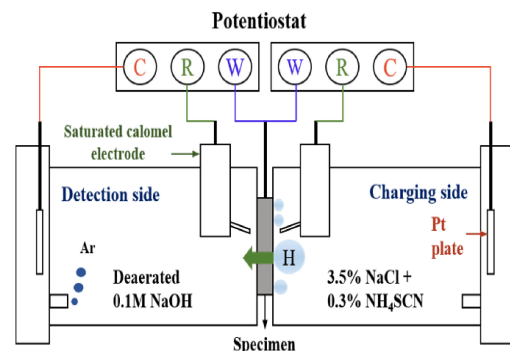 Potentiostat
C R W W R C
Saturated calomel
electrode
Detection side
Charging side
Ar
H
Pt
plate
Deaerated
0.1M NaOH
3.5% NaCl +
0.3% NH₄SCN
Specimen